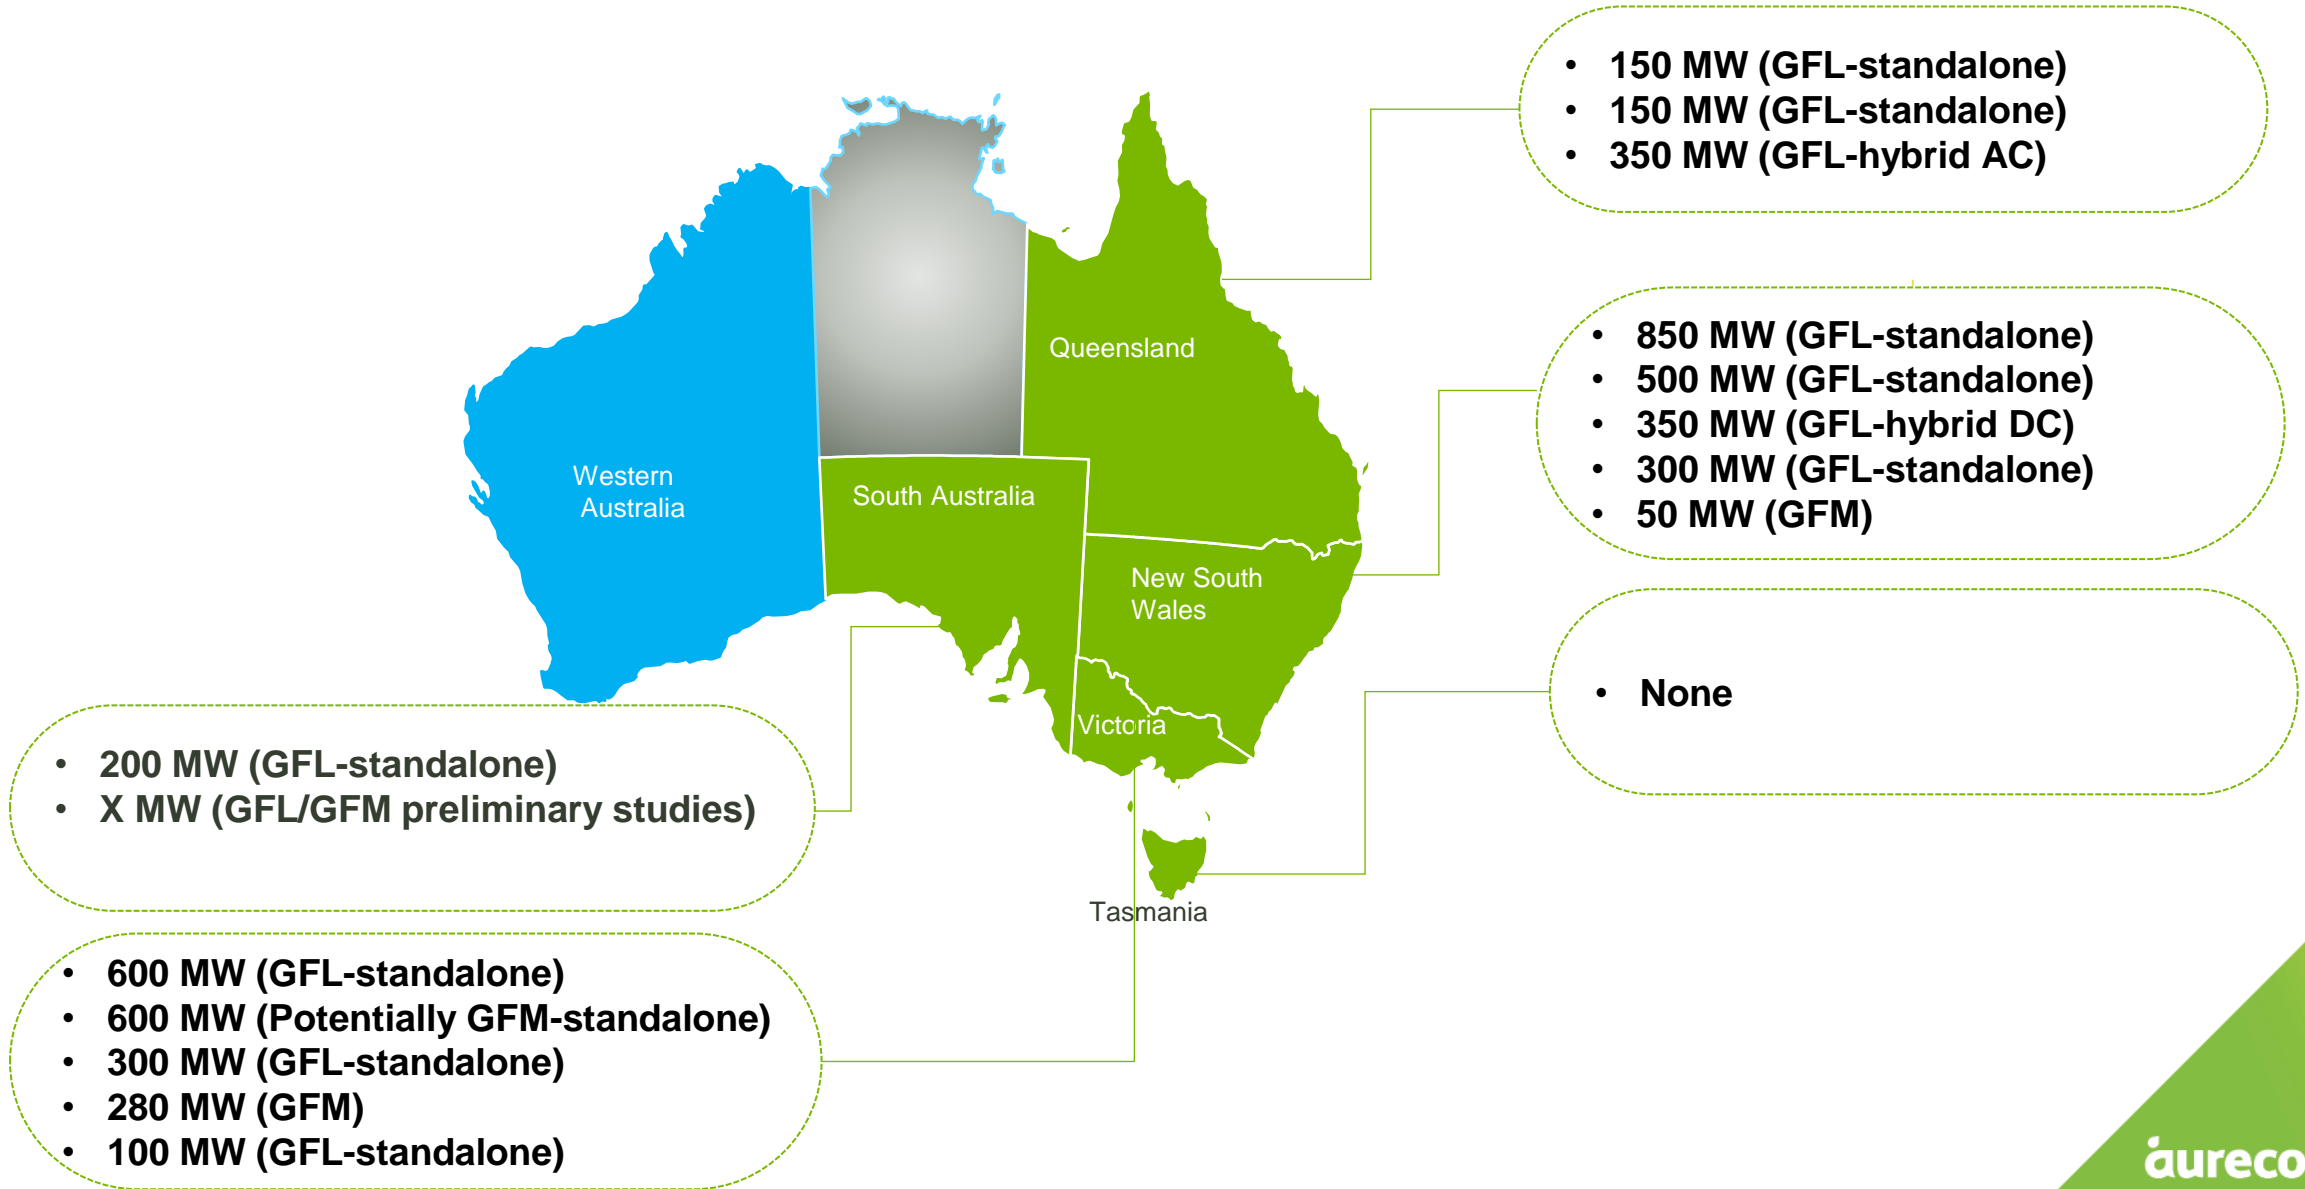 • 150 MW (GFL-standalone)
• 150 MW (GFL-standalone)
• 350 MW (GFL-hybrid AC)
• 850 MW (GFL-standalone)
• 500 MW (GFL-standalone)
• 350 MW (GFL-hybrid DC)
• 300 MW (GFL-standalone)
• 50 MW (GFM)
• None
Queensland
Western
Australia
South Australia
New South
Wales
Victoria
Tasmania
• 200 MW (GFL-standalone)
• X MW (GFL/GFM preliminary studies)
• 600 MW (GFL-standalone)
• 600 MW (Potentially GFM-standalone)
• 300 MW (GFL-standalone)
• 280 MW (GFM)
• 100 MW (GFL-standalone)
aureco